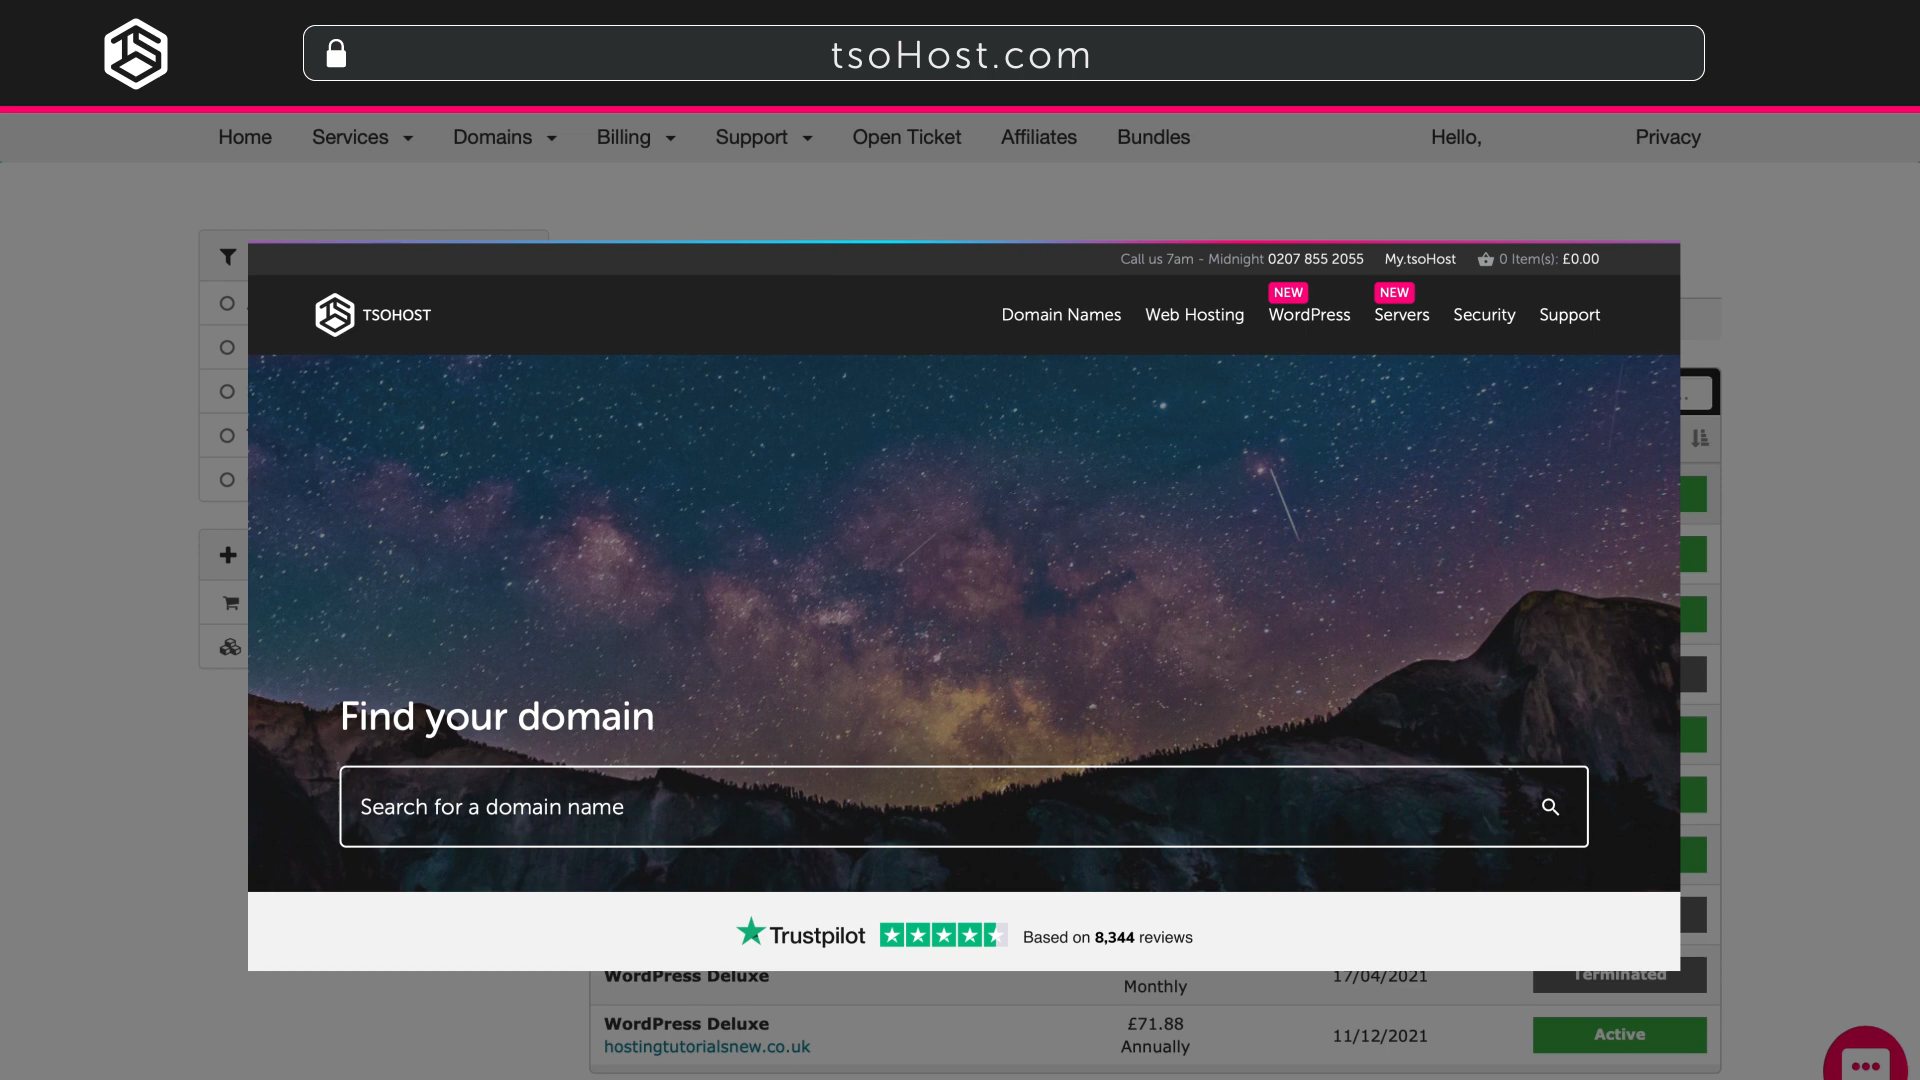 tsoHost.com
Home Services Domains Billing Support Open Ticket Affiliates Bundles Hello, Privacy
Call us 7am - Midnight 0207 855 2055 My.tsoHost 0 Item(s): £0.00
TSOHOST
NEW NEW
Domain Names Web Hosting WordPress Servers Security Support
Find your domain
Search for a domain name
Trustpilot Based on 8,344 reviews
WordPress Deluxe 17/04/2021 Terminated
Monthly
WordPress Deluxe £71.88
hostingtutorialsnew.co.uk Annually 11/12/2021 Active